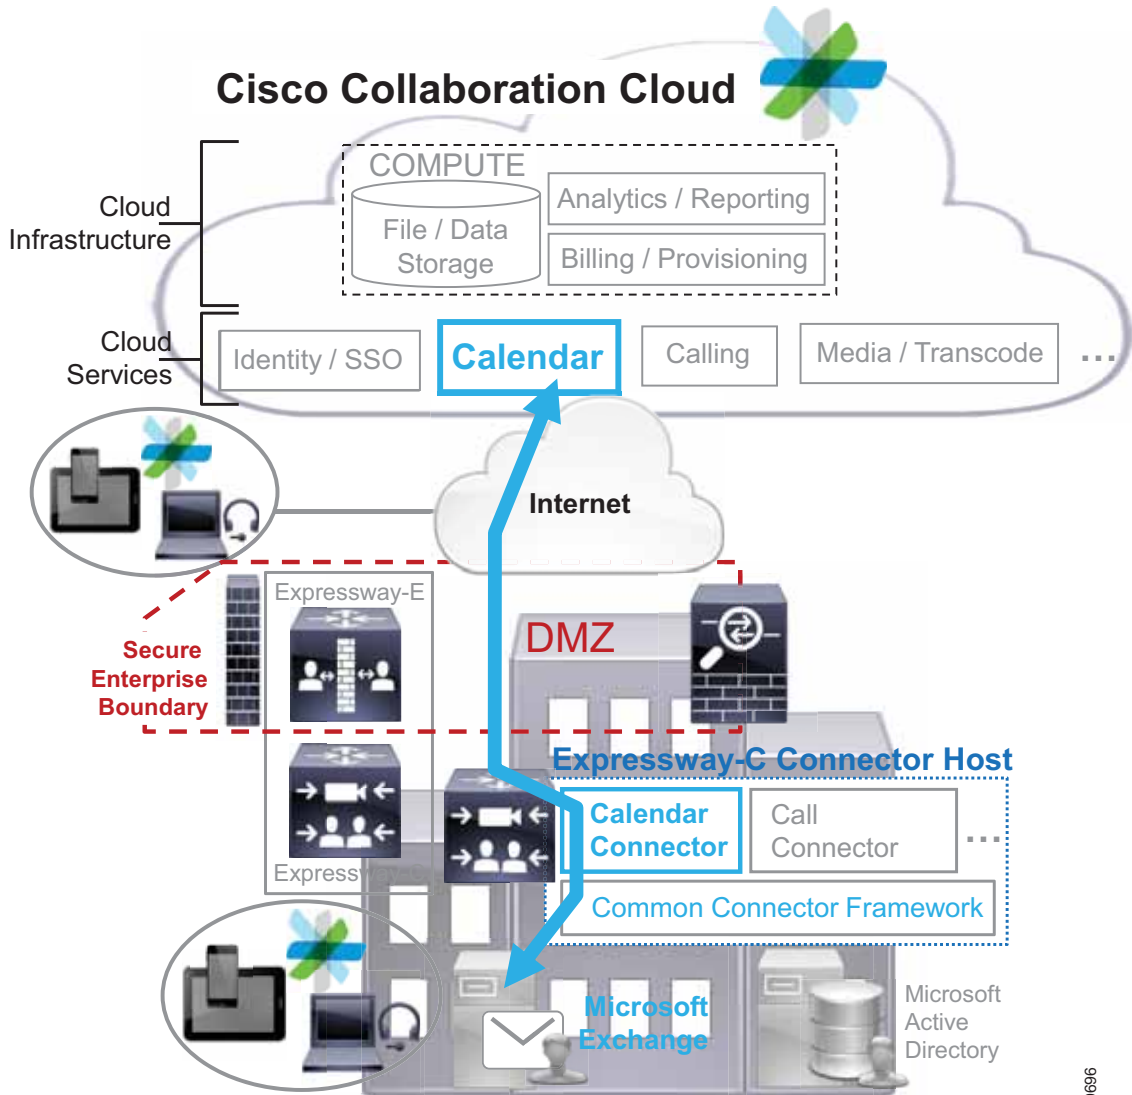 Cisco Collaboration Cloud
Cloud
Infrastructure
COMPUTE
File / Data
Storage
Analytics / Reporting
Billing / Provisioning
Cloud
Services
Identity / SSO
Calendar
Calling
Media / Transcode
...
Internet
Expressway-E
DMZ
Secure
Enterprise
Boundary
Expressway-C Connector Host
Calendar
Connector
Call
Connector
...
Common Connector Framework
Microsoft
Exchange
Microsoft
Active
Directory